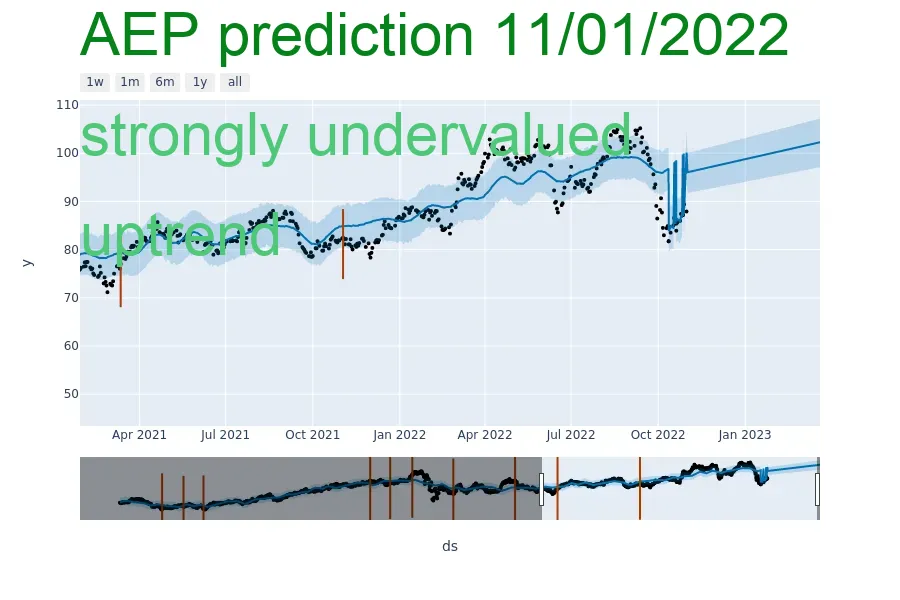 AEP prediction 11/01/2022
1w 1m 6m 1y all
strongly undervalued
uptrend
110
100
90
80
70
60
50
y
Apr 2021 Jul 2021 Oct 2021 Jan 2022 Apr 2022 Jul 2022 Oct 2022 Jan 2023
ds